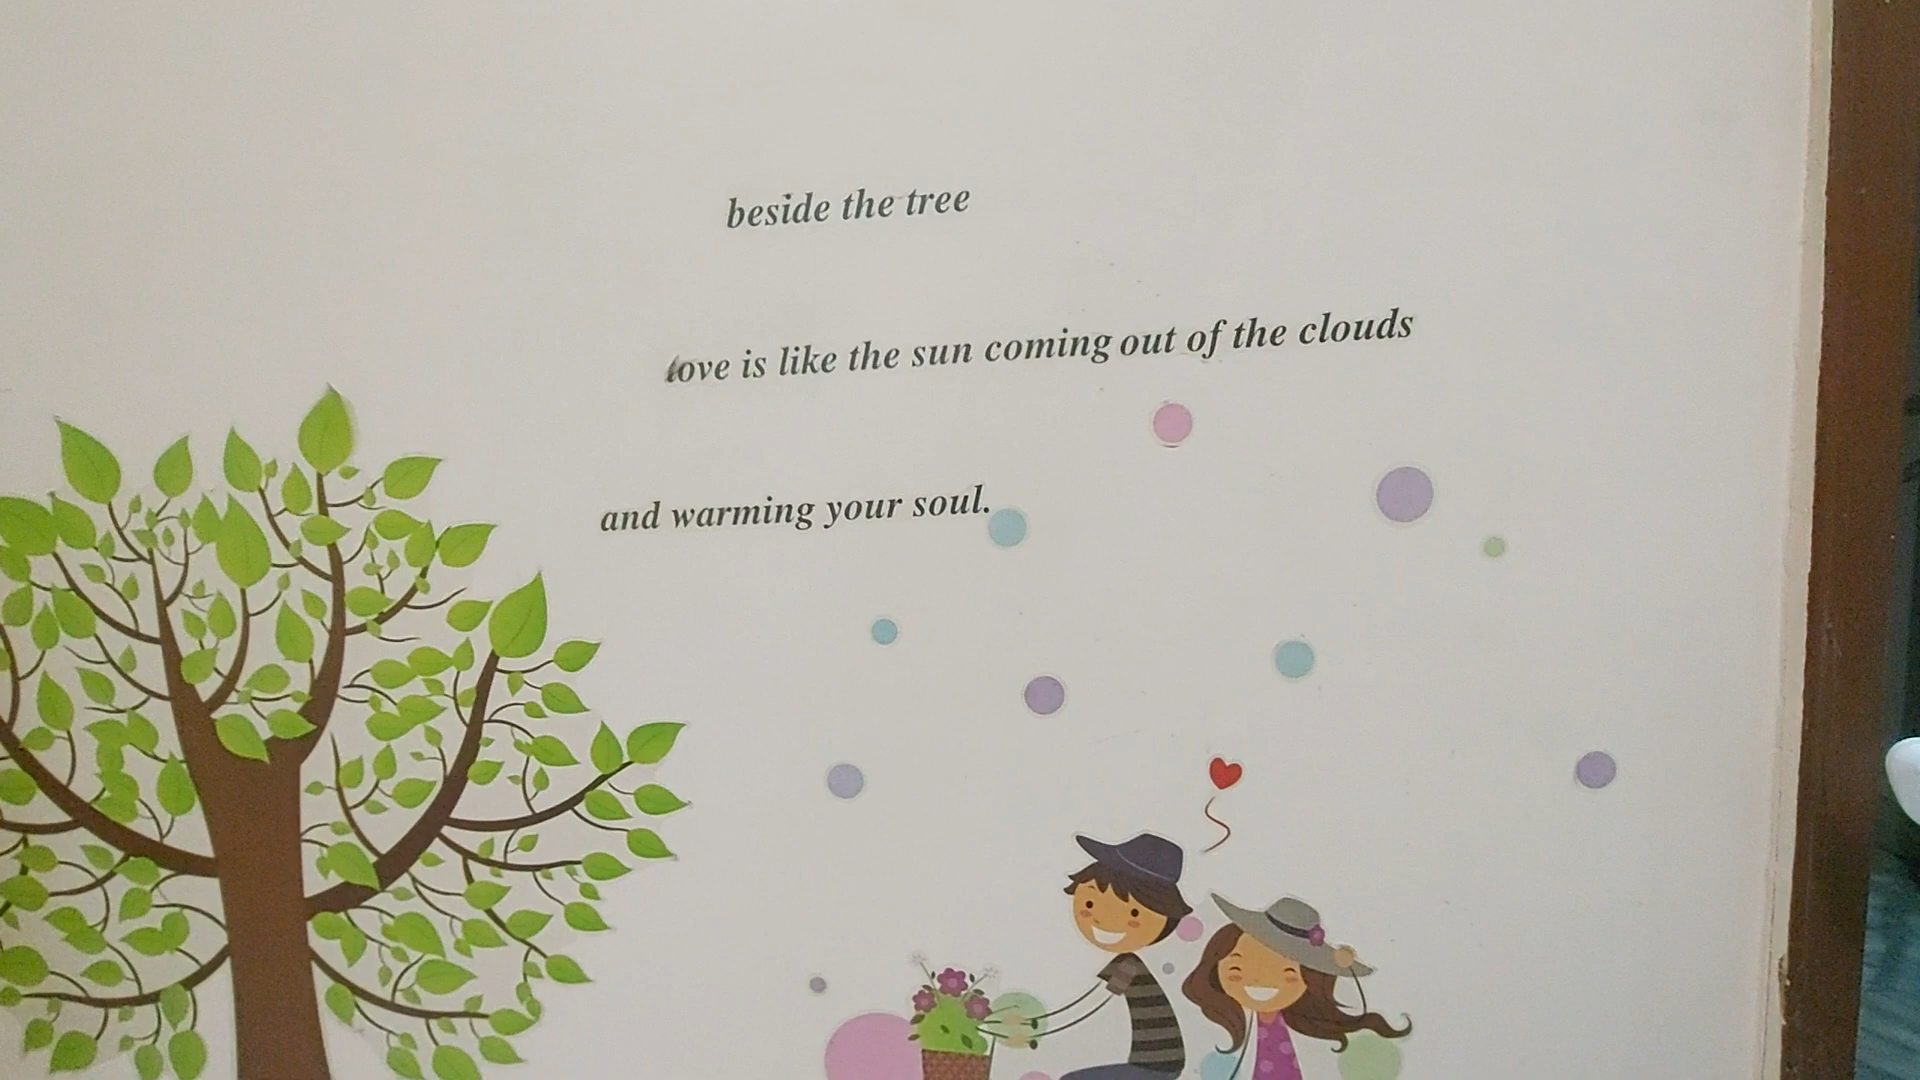 beside the tree
love is like the sun coming out of the clouds
and warming your soul.